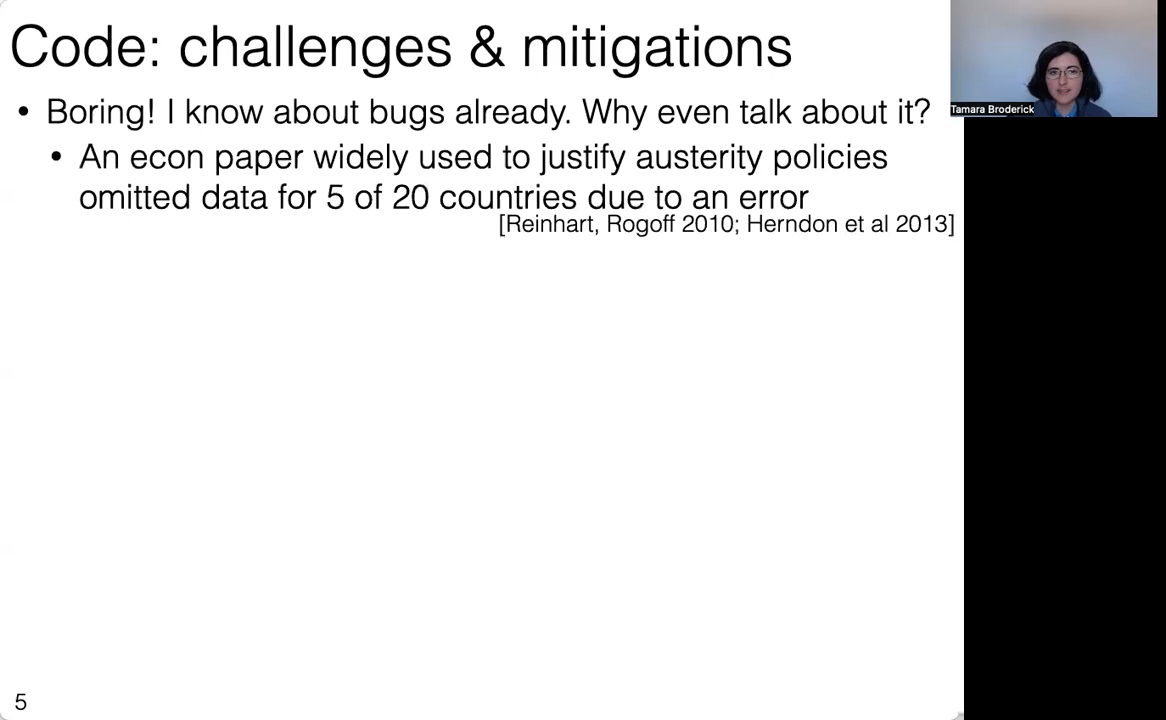 Code: challenges & mitigations
• Boring! I know about bugs already. Why even talk about it?
• An econ paper widely used to justify austerity policies
omitted data for 5 of 20 countries due to an error
[Reinhart, Rogoff 2010; Herndon et al 2013]
Tamara Broderick
5